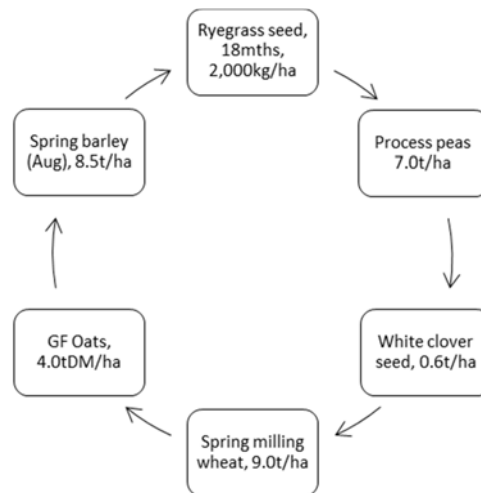 Ryegrass seed,
18mths,
2,000kg/ha
Process peas
7.0t/ha
White clover
seed, 0.6t/ha
Spring milling
wheat, 9.0t/ha
GF Oats,
4.0tDM/ha
Spring barley
(Aug), 8.5t/ha